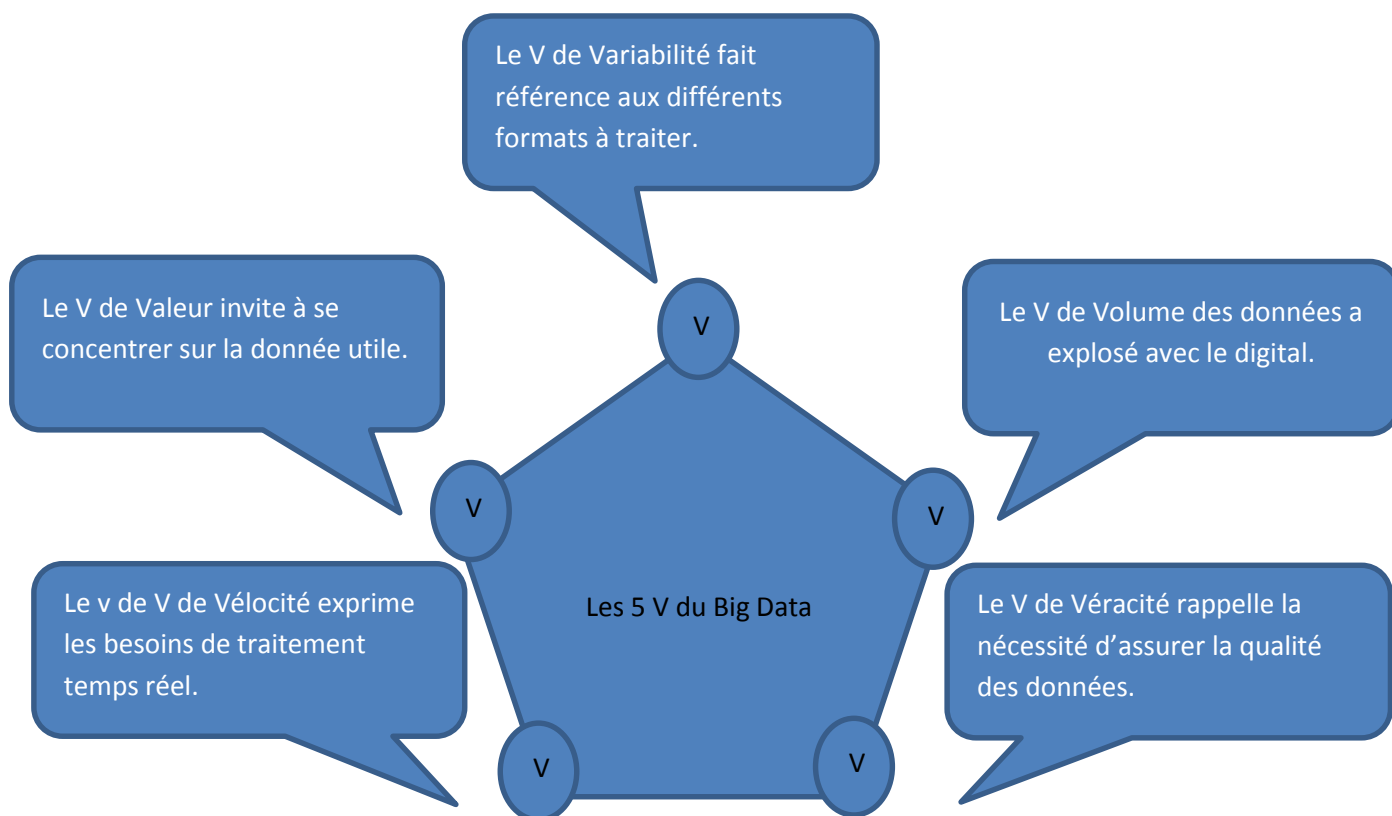 Le V de Variabilité fait
référence aux différents
formats à traiter.
Le V de Valeur invite à se
concentrer sur la donnée utile.
Le V de Volume des données a
explosé avec le digital.
V
V
V
Le v de V de Vélocité exprime
les besoins de traitement
temps réel.
Les 5 V du Big Data
Le V de Véracité rappelle la
nécessité d’assurer la qualité
des données.
V
V